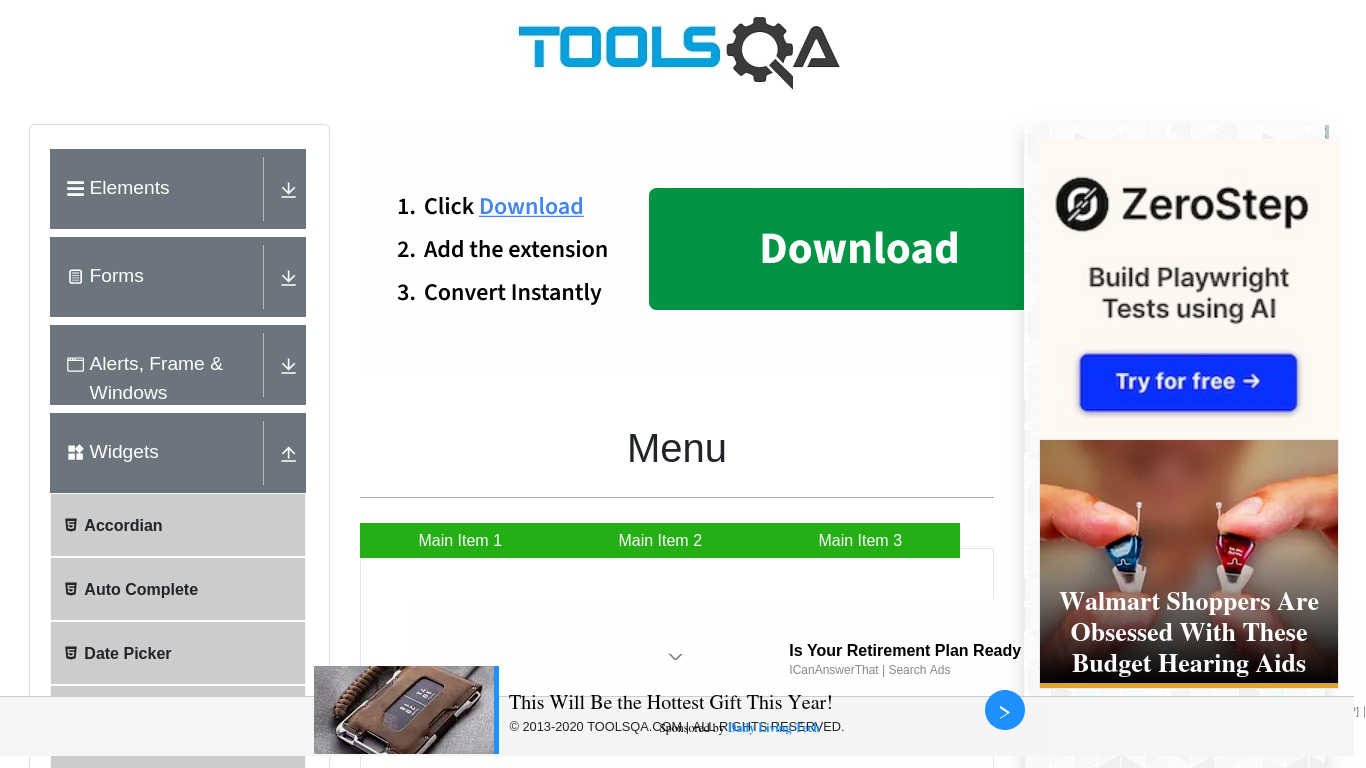 TOOLSQA
Elements
Forms
Alerts, Frame &
Windows
Widgets
Accordian
Auto Complete
Date Picker
1. Click Download
2. Add the extension
3. Convert Instantly
Download
Menu
Main Item 1
Main Item 2
Main Item 3
Is Your Retirement Plan Ready
ICanAnswerThat | Search Ads
ZeroStep
Build Playwright
Tests using AI
Try for free →
Walmart Shoppers Are
Obsessed With These
Budget Hearing Aids
This Will Be the Hottest Gift This Year!
© 2013-2020 TOOLSQA.COM | ALL RIGHTS RESERVED.
Sponsored by Daily Living Tech